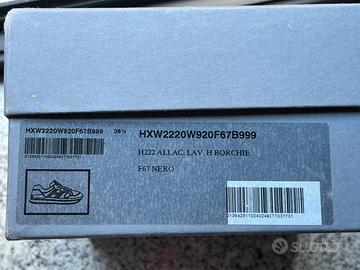 HXW2220W920F67B999 38½
HXW2220W920F67B999
H222 ALLAC. LAV. H BORCHIE
F67 NERO
subito